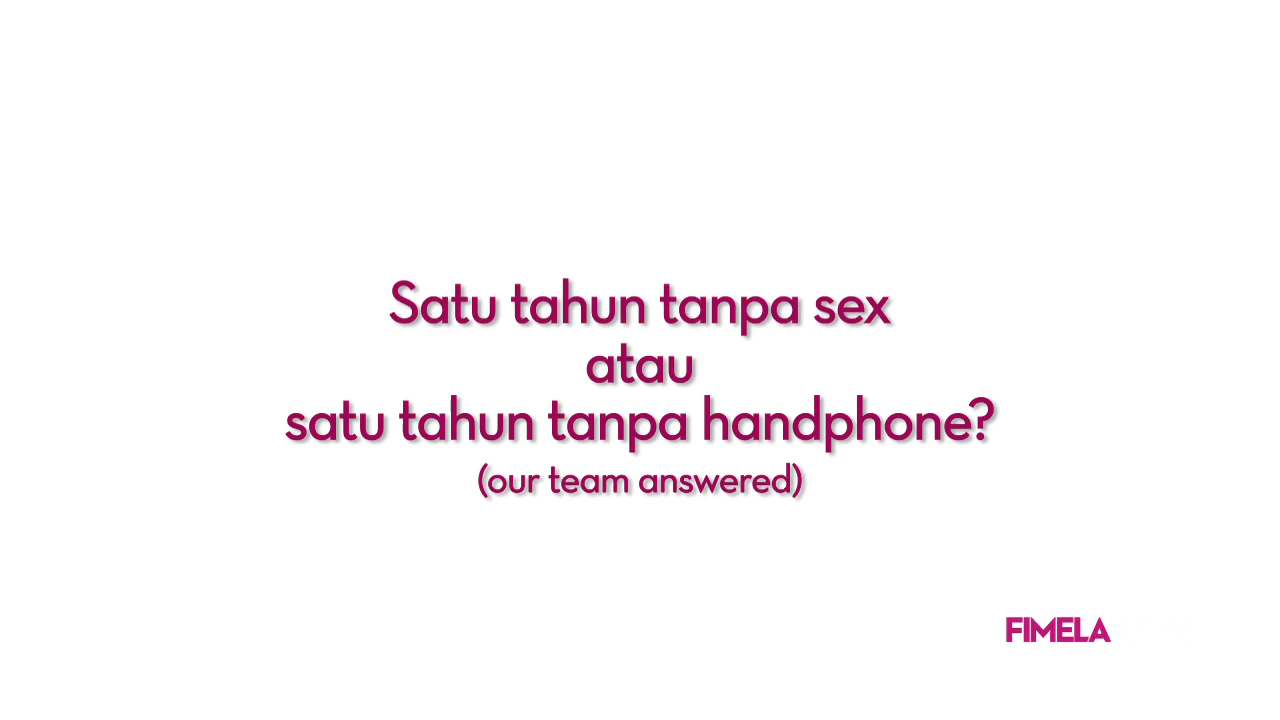 Satu tahun tanpa sex
atau
satu tahun tanpa handphone?
(our team answered)
FIMELA